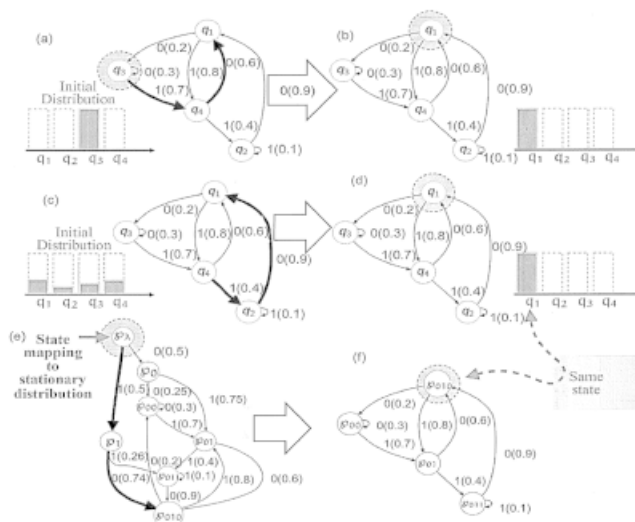 (a)
q1
0(0.2)
q3
0(0.3)
1(0.8)
0(0.6)
1(0.7)
q4
1(0.4)
q2
1(0.1)
Initial
Distribution
q1 q2 q3 q4
0(0.9)
(b)
q1
0(0.2)
q3
0(0.3)
1(0.8)
0(0.6)
0(0.9)
1(0.7)
q4
1(0.4)
q2
1(0.1)
q1 q2 q3 q4
(c)
q1
0(0.2)
q3
0(0.3)
1(0.8)
0(0.6)
0(0.9)
1(0.7)
q4
1(0.4)
q2
1(0.1)
Initial
Distribution
q1 q2 q3 q4
(d)
q1
0(0.2)
q3
0(0.3)
1(0.8)
0(0.6)
0(0.9)
1(0.7)
q4
1(0.4)
q2
1(0.1)
q1 q2 q3 q4
(e)
State
mapping
to
stationary
distribution
℘λ
0(0.5)
℘0
1(0.5)
0(0.25)
1(0.75)
℘00
0(0.3)
1(0.7)
℘1
℘01
1(0.26)
0(0.2)
1(0.4)
1(0.1)
0(0.74)
0(0.9)
1(0.8)
0(0.6)
℘010
(f)
℘010
0(0.2)
℘00
0(0.3)
1(0.8)
0(0.6)
0(0.9)
1(0.7)
℘01
1(0.4)
℘011
1(0.1)
Same
state